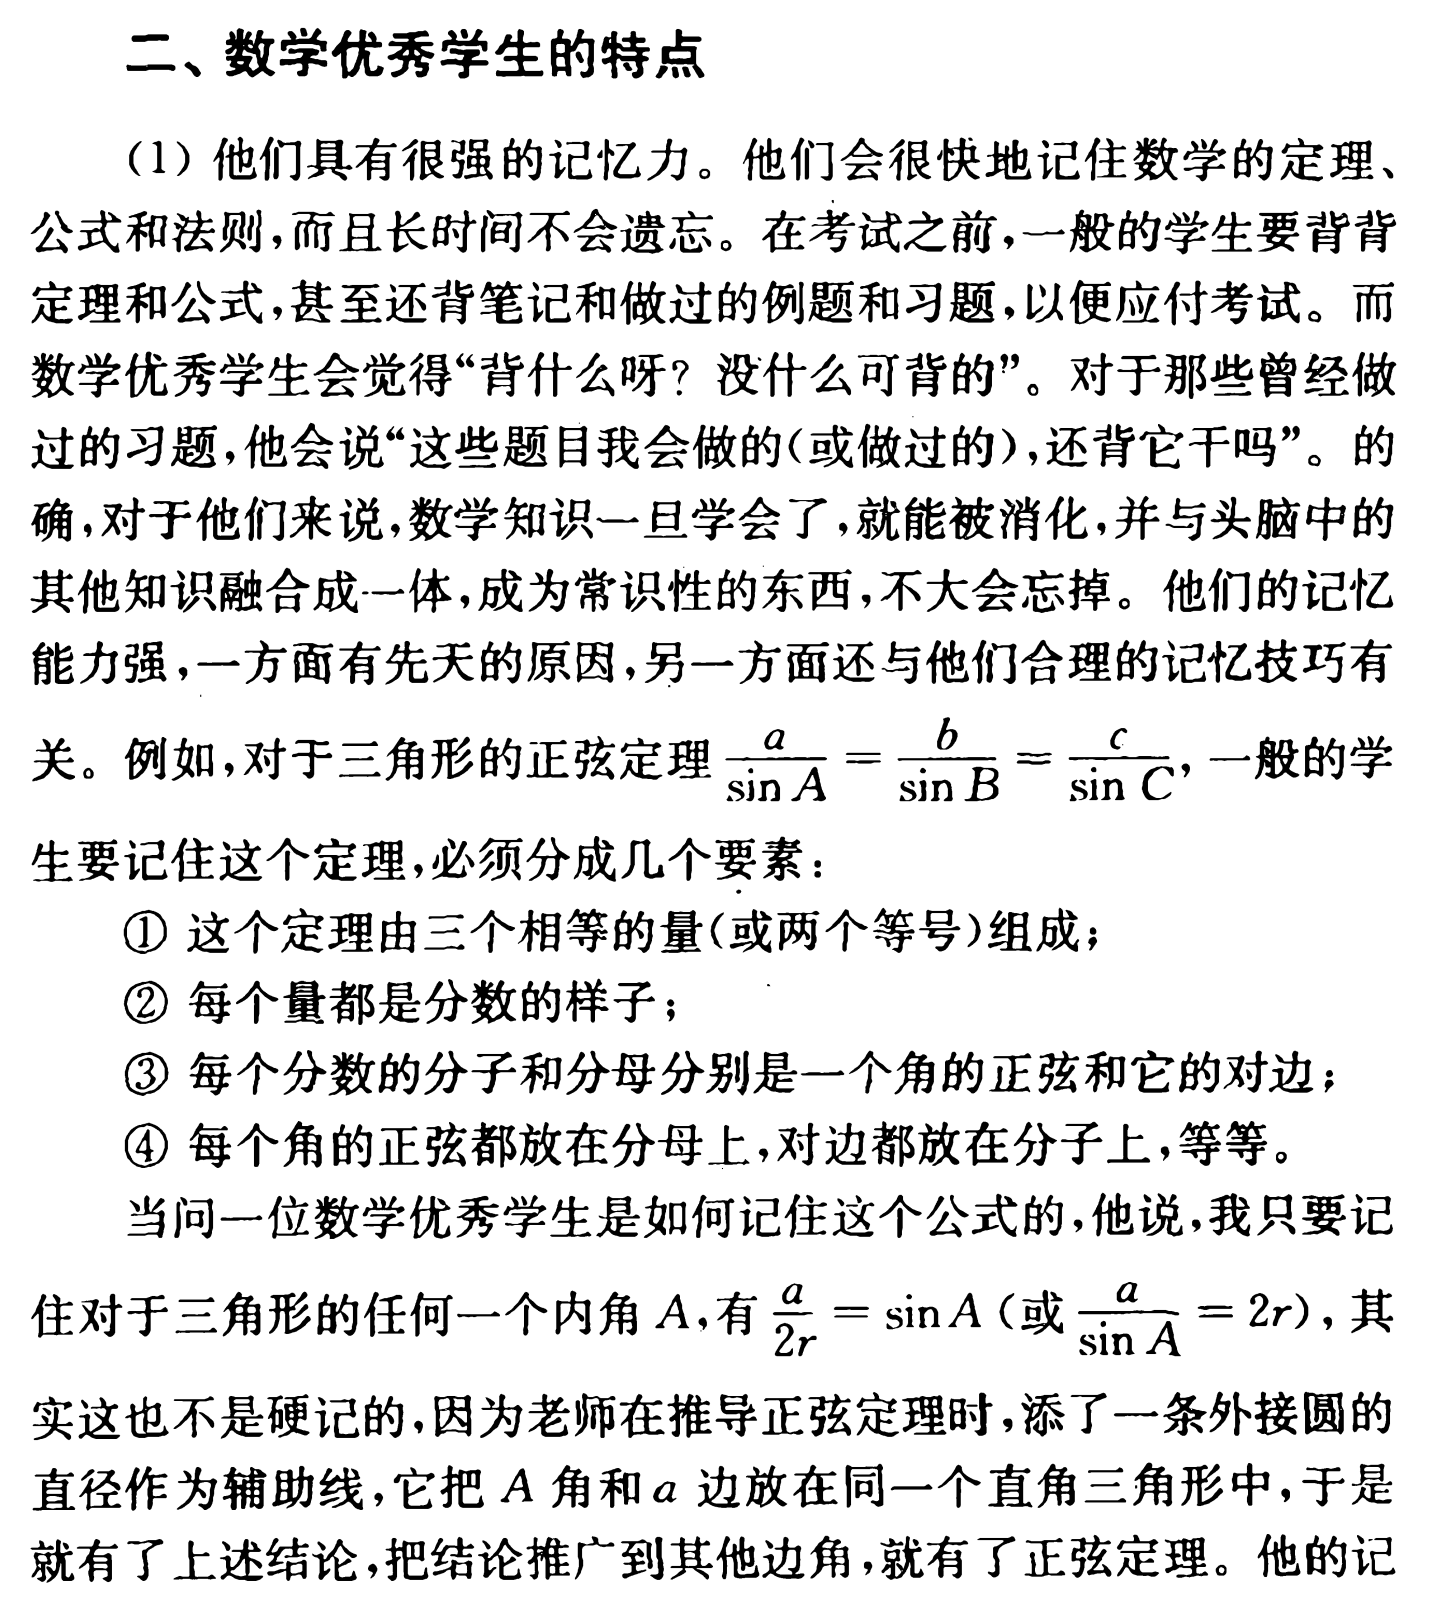 二、数学优秀学生的特点
(1) 他们具有很强的记忆力。他们会很快地记住数学的定理、
公式和法则,而且长时间不会遗忘。在考试之前,一般的学生要背背
定理和公式,甚至还背笔记和做过的例题和习题,以便应付考试。而
数学优秀学生会觉得“背什么呀? 没什么可背的”。对于那些曾经做
过的习题,他会说“这些题目我会做的(或做过的),还背它干吗”。的
确,对于他们来说,数学知识一旦学会了,就能被消化,并与头脑中的
其他知识融合成一体,成为常识性的东西,不大会忘掉。他们的记忆
能力强,一方面有先天的原因,另一方面还与他们合理的记忆技巧有
关。例如,对于三角形的正弦定理 a/sin A = b/sin B = c/sin C, 一般的学
生要记住这个定理,必须分成几个要素:
① 这个定理由三个相等的量(或两个等号)组成;
② 每个量都是分数的样子;
③ 每个分数的分子和分母分别是一个角的正弦和它的对边;
④ 每个角的正弦都放在分母上,对边都放在分子上,等等。
当问一位数学优秀学生是如何记住这个公式的,他说,我只要记
住对于三角形的任何一个内角 A,有 a/2r = sin A (或 a/sin A = 2r), 其
实这也不是硬记的,因为老师在推导正弦定理时,添了一条外接圆的
直径作为辅助线,它把 A 角和 a 边放在同一个直角三角形中,于是
就有了上述结论,把结论推广到其他边角,就有了正弦定理。他的记